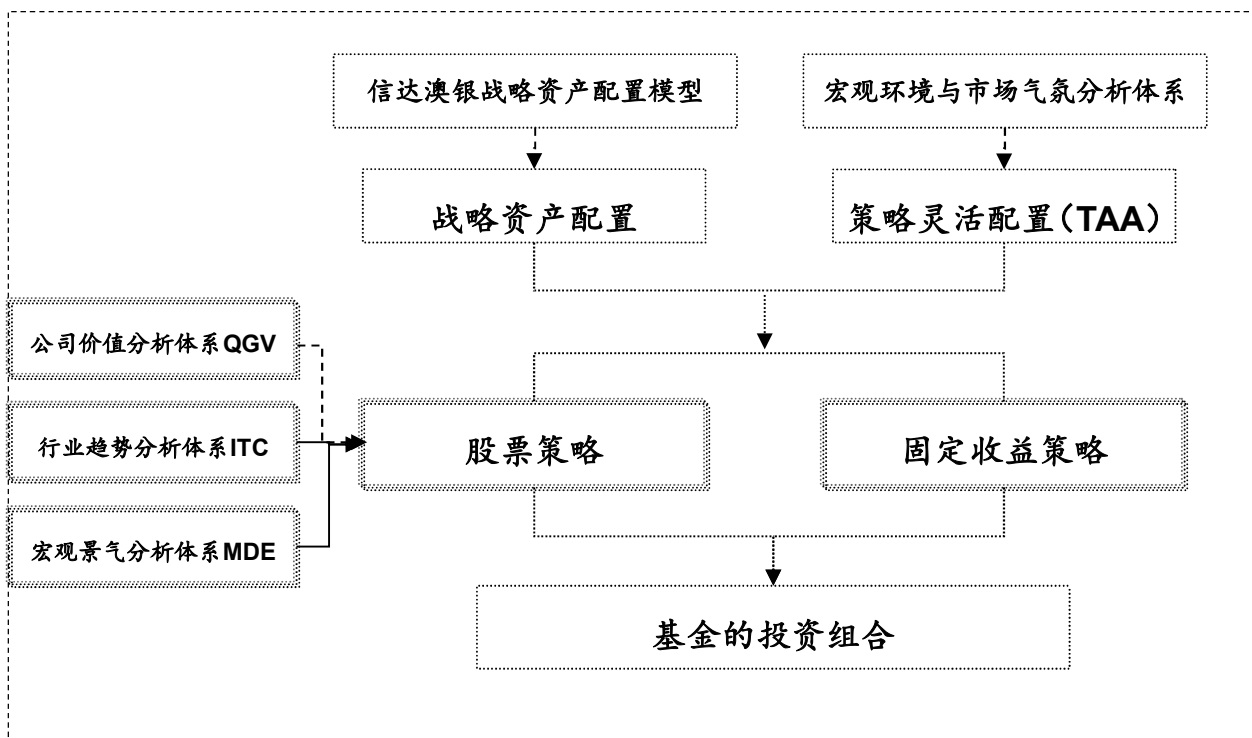 信达澳银战略资产配置模型
宏观环境与市场气氛分析体系
战略资产配置
策略灵活配置（TAA）
公司价值分析体系QGV
行业趋势分析体系ITC
股票策略
固定收益策略
宏观景气分析体系MDE
基金的投资组合